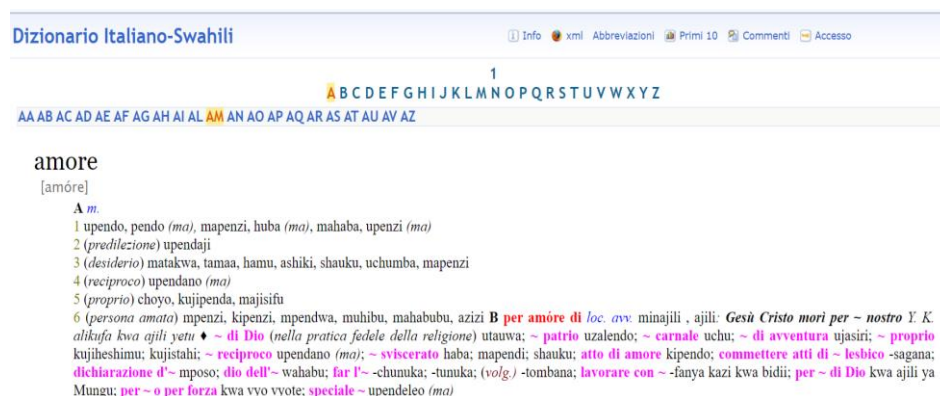 Dizionario Italiano-Swahili
Info xml Abbreviazioni Primi 10 Commenti Accesso
1
A B C D E F G H I J K L M N O P Q R S T U V W X Y Z
AA AB AC AD AE AF AG AH AI AL AM AN AO AP AQ AR AS AT AU AV AZ
amore
[amóre]
A m.
1 upendo, pendo (ma), mapenzi, huba (ma), mahaba, upenzi (ma)
2 (predilezione) upendaji
3 (desiderio) matakwa, tamaa, hamu, ashiki, shauku, uchumba, mapenzi
4 (reciproco) upendano (ma)
5 (proprio) choyo, kujipenda, majisifu
6 (persona amata) mpenzi, kipenzi, mpendwa, muhibu, mahabubu, azizi B per amóre di loc. avv. minajili , ajili: Gesù Cristo morì per ~ nostro Y. K.
alikufa kwa ajili yetu ♦ ~ di Dio (nella pratica fedele della religione) utauwa; ~ patrio uzalendo; ~ carnale uchu; ~ di avventura ujasiri; ~ proprio
kujiheshimu; kujistahi; ~ reciproco upendano (ma); ~ sviscerato haba; mapendi; shauku; atto di amore kipendo; commettere atti di ~ lesbico -sagana;
dichiarazione d'~ mposo; dio dell'~ wahabu; far l'~ -chunuka; -tunuka; (volg.) -tombana; lavorare con ~ -fanya kazi kwa bidii; per ~ di Dio kwa ajili ya
Mungu; per ~ o per forza kwa vyo vyote; speciale ~ upendeleo (ma)